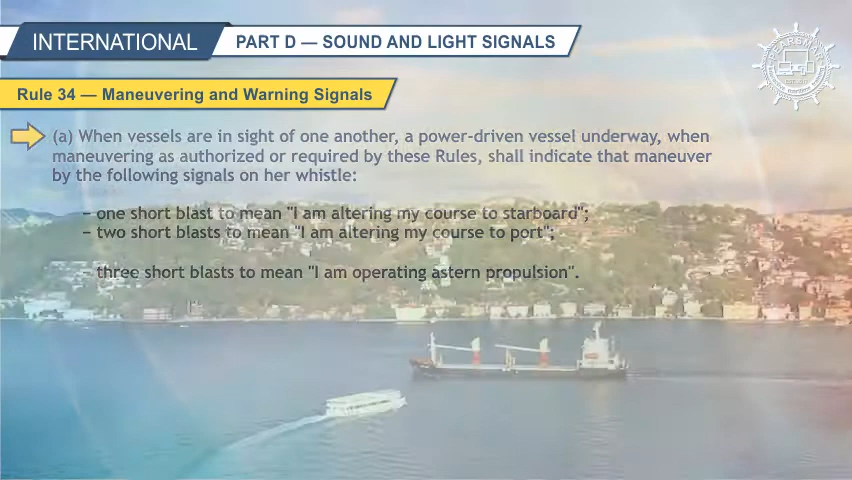 INTERNATIONAL
PART D — SOUND AND LIGHT SIGNALS
Rule 34 — Maneuvering and Warning Signals
(a) When vessels are in sight of one another, a power-driven vessel underway, when
maneuvering as authorized or required by these Rules, shall indicate that maneuver
by the following signals on her whistle:
– one short blast to mean "I am altering my course to starboard";
– two short blasts to mean "I am altering my course to port";
– three short blasts to mean "I am operating astern propulsion".